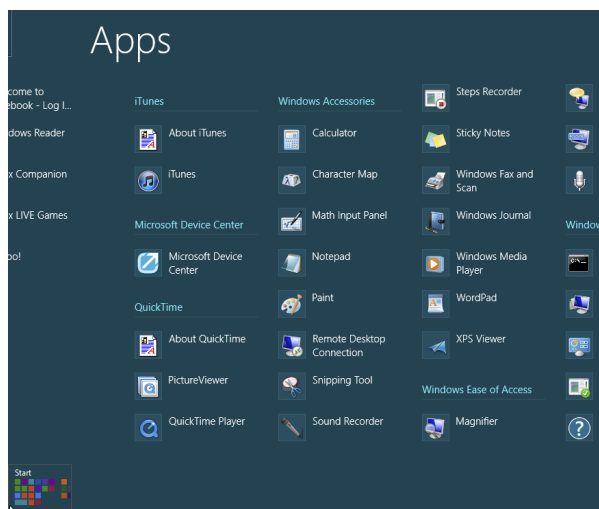 Apps
come to
ebook - Log I...
dows Reader
x Companion
x LIVE Games
oo!
iTunes
About iTunes
iTunes
Microsoft Device Center
Microsoft Device
Center
QuickTime
About QuickTime
PictureViewer
QuickTime Player
Windows Accessories
Calculator
Character Map
Math Input Panel
Notepad
Paint
Remote Desktop
Connection
Snipping Tool
Sound Recorder
Steps Recorder
Sticky Notes
Windows Fax and
Scan
Windows Journal
Windows Media
Player
WordPad
XPS Viewer
Windows Ease of Access
Magnifier
Window
Start